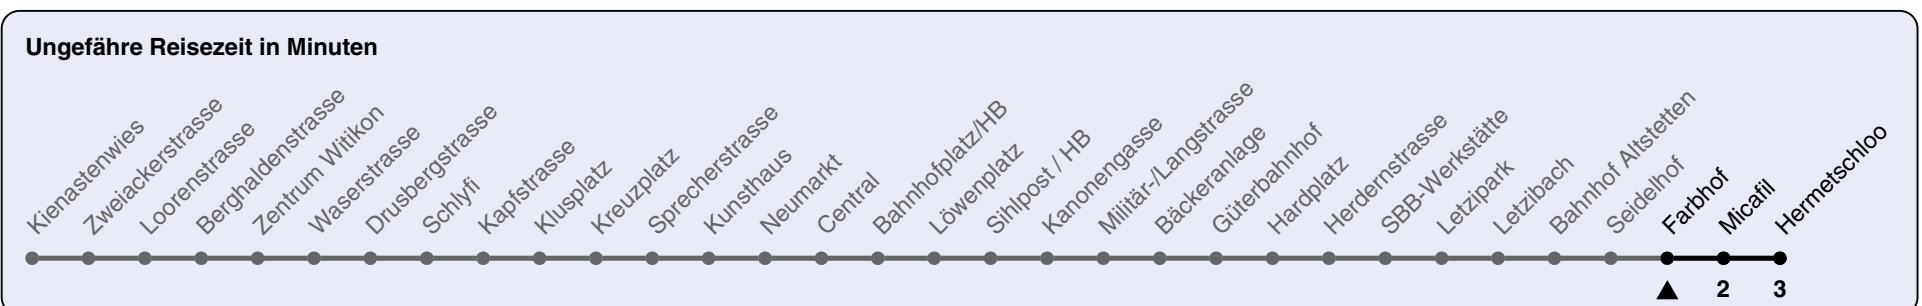 Ungefähre Reisezeit in Minuten
Kienastenwies
Zweiackerstrasse
Loorenstrasse
Berghaldenstrasse
Zentrum Witikon
Waserstrasse
Drusbergstrasse
Schlyfi
Kapfstrasse
Klusplatz
Kreuzplatz
Sprecherstrasse
Kunsthaus
Neumarkt
Central
Bahnhofplatz/HB
Löwenplatz
Sihlpost / HB
Kanonengasse
Militär-/Langstrasse
Bäckeranlage
Güterbahnhof
Hardplatz
Herdernstrasse
SBB-Werkstätte
Letzipark
Letzibach
Bahnhof Altstetten
Seidelhof
Farbhof
Micafil
Hermetschloo
2 3